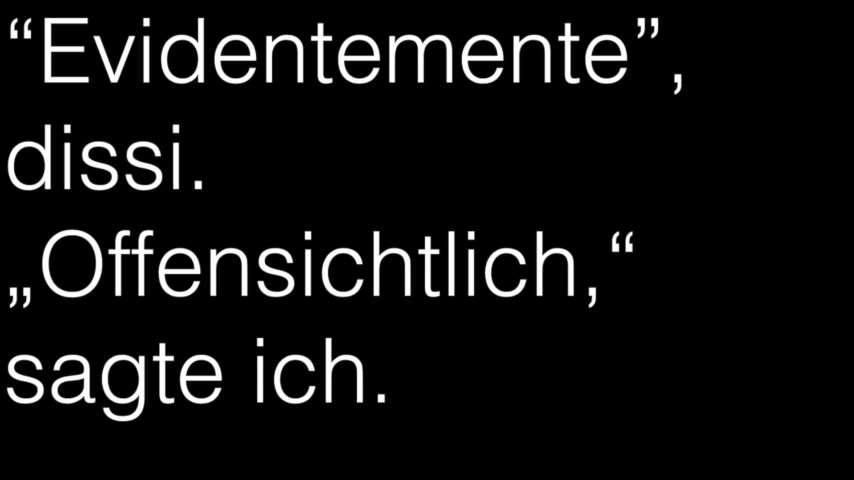 “Evidentemente”,
dissi.
„Offensichtlich,“
sagte ich.